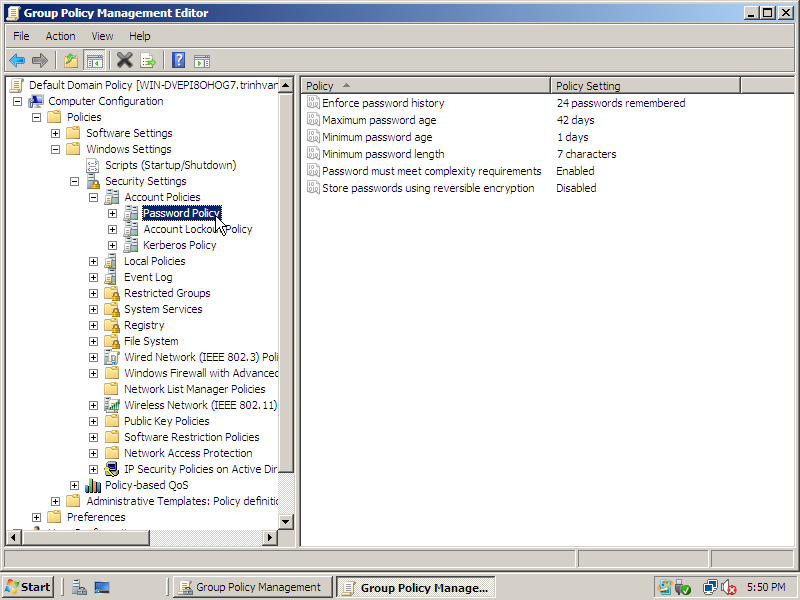 Group Policy Management Editor
File Action View Help
Default Domain Policy [WIN-DVEPI8OHOG7.trinhvan
Computer Configuration
Policies
Software Settings
Windows Settings
Scripts (Startup/Shutdown)
Security Settings
Account Policies
Password Policy
Account Lockout Policy
Kerberos Policy
Local Policies
Event Log
Restricted Groups
System Services
Registry
File System
Wired Network (IEEE 802.3) Poli
Windows Firewall with Advanced
Network List Manager Policies
Wireless Network (IEEE 802.11)
Public Key Policies
Software Restriction Policies
Network Access Protection
IP Security Policies on Active Dir
Policy-based QoS
Administrative Templates: Policy definitio
Preferences
Policy Policy Setting
Enforce password history 24 passwords remembered
Maximum password age 42 days
Minimum password age 1 days
Minimum password length 7 characters
Password must meet complexity requirements Enabled
Store passwords using reversible encryption Disabled
Start Group Policy Management Group Policy Manage... 5:50 PM